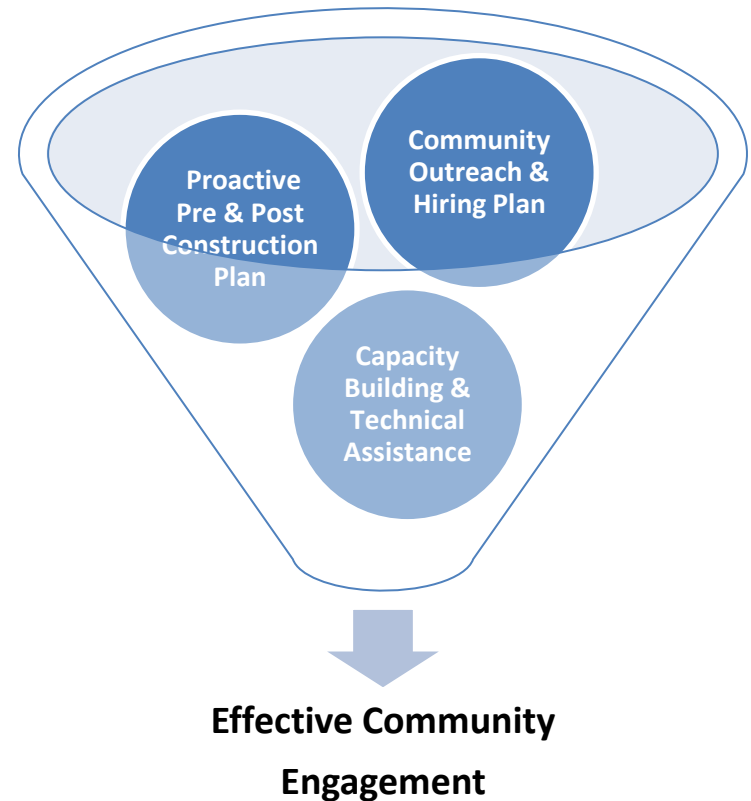 Proactive
Pre & Post
Construction
Plan
Community
Outreach &
Hiring Plan
Capacity
Building &
Technical
Assistance
Effective Community
Engagement